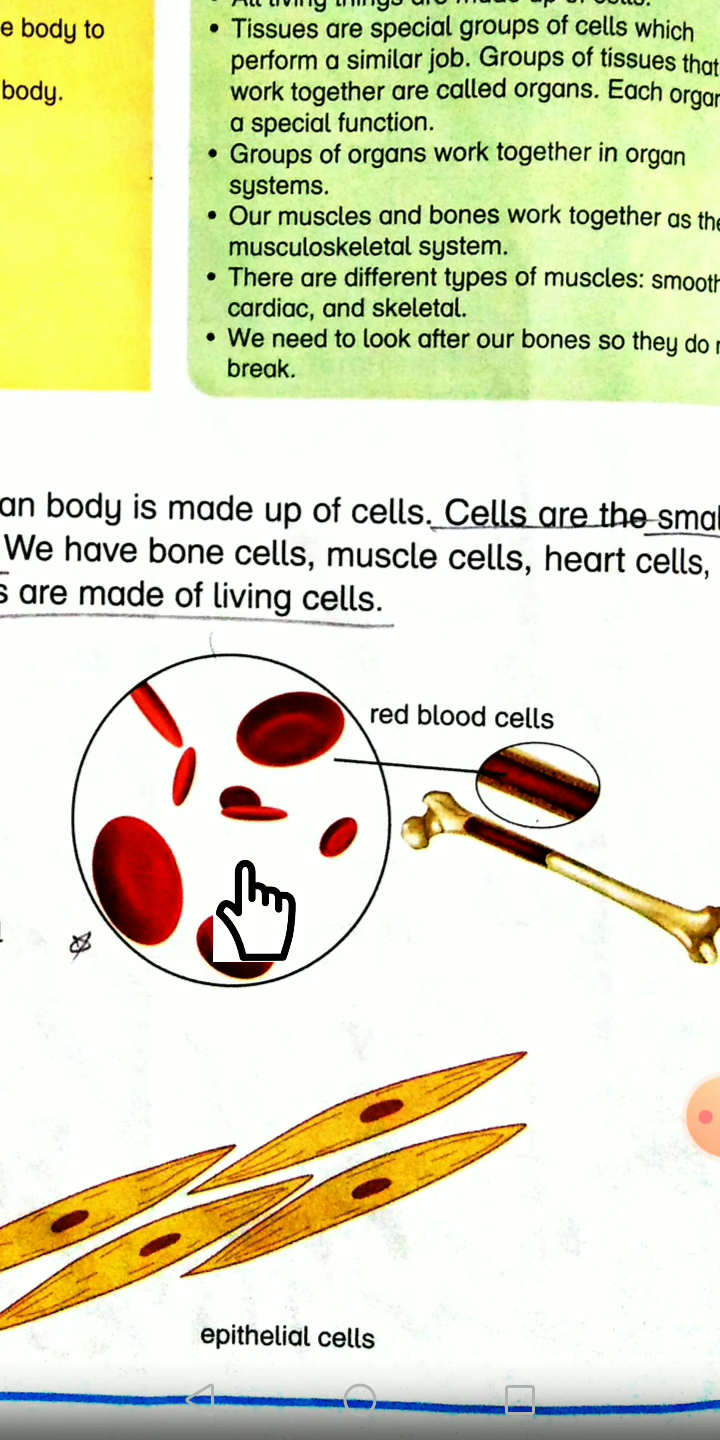 e body to
body.
All living things are made up of cells.
• Tissues are special groups of cells which
perform a similar job. Groups of tissues that
work together are called organs. Each organ
a special function.
• Groups of organs work together in organ
systems.
• Our muscles and bones work together as the
musculoskeletal system.
• There are different types of muscles: smooth
cardiac, and skeletal.
• We need to look after our bones so they do
break.
an body is made up of cells. Cells are the smal
We have bone cells, muscle cells, heart cells,
s are made of living cells.
red blood cells
epithelial cells